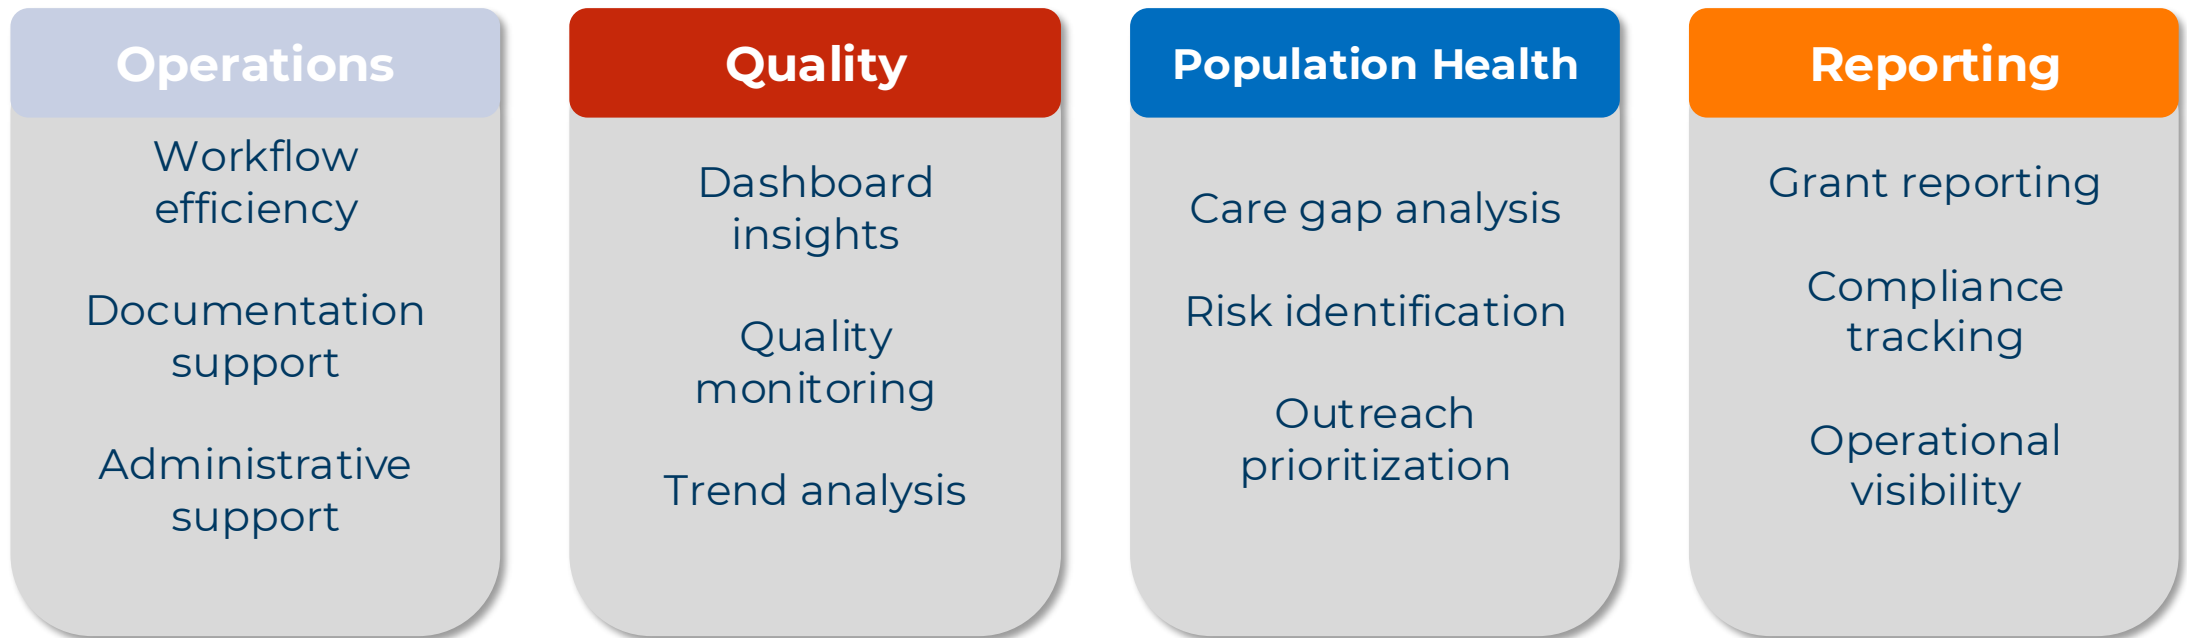 Operations
Workflow
efficiency
Documentation
support
Administrative
support
Quality
Dashboard
insights
Quality
monitoring
Trend analysis
Population Health
Care gap analysis
Risk identification
Outreach
prioritization
Reporting
Grant reporting
Compliance
tracking
Operational
visibility